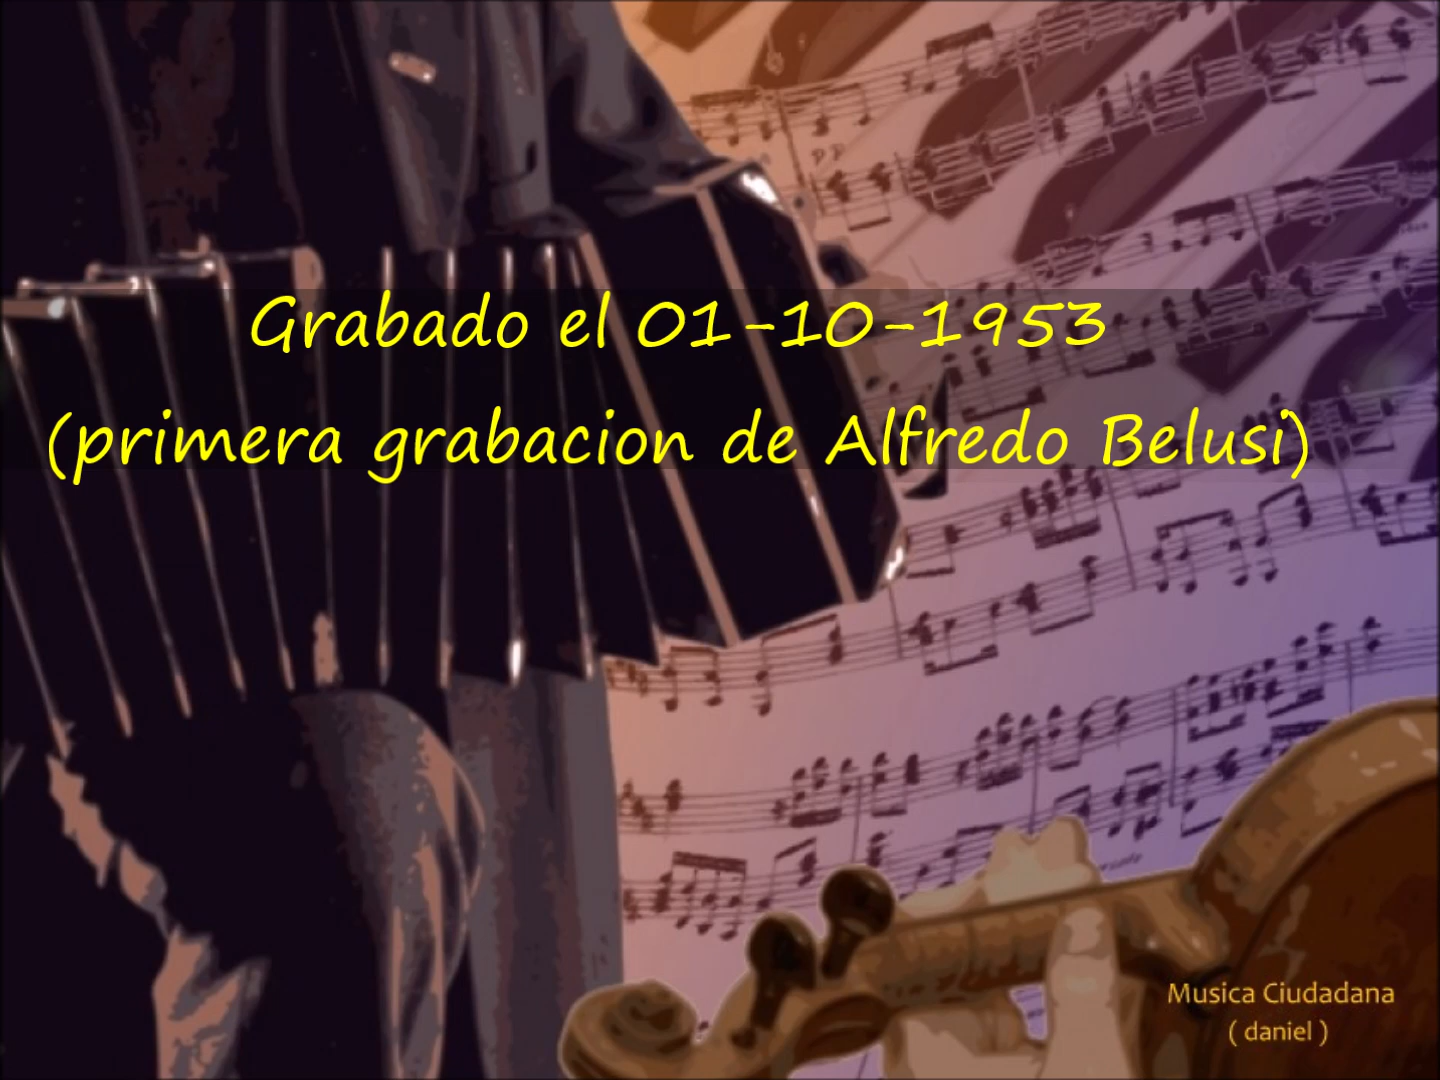 Grabado el 01-10-1953
(primera grabacion de Alfredo Belusi)
Musica Ciudadana
( daniel )